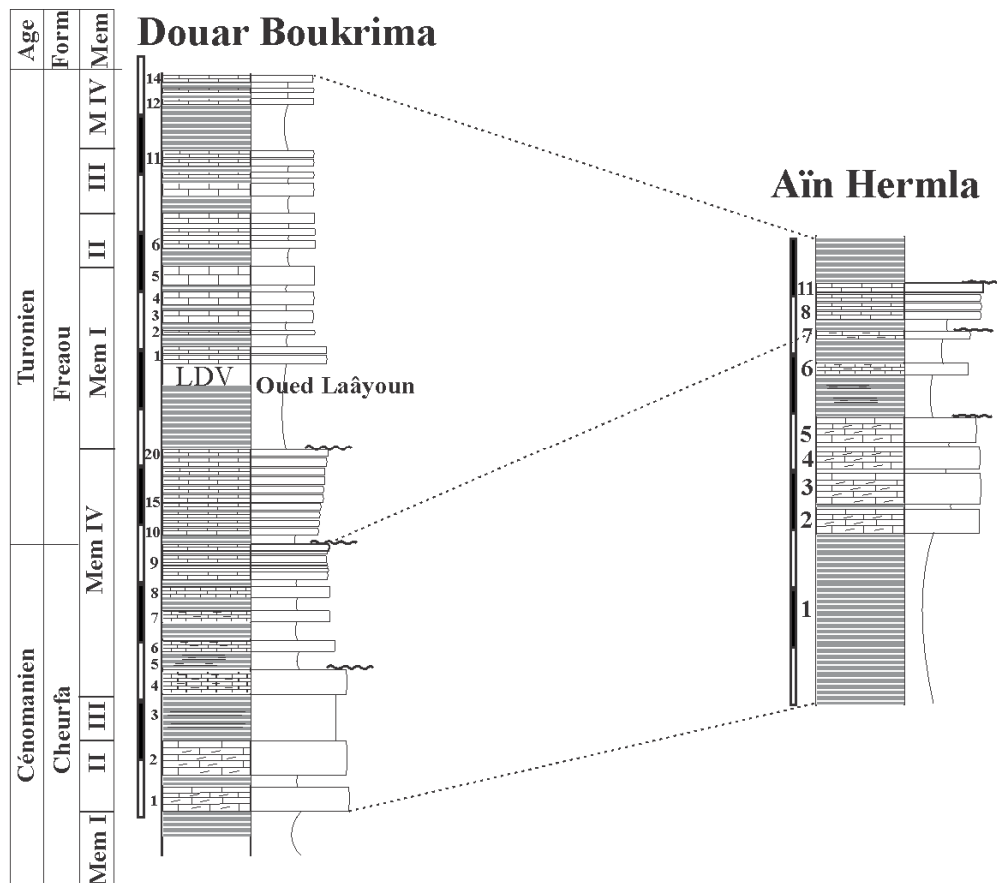 Age Form Mem
Douar Boukrima
Turonien
Cénomanien
Freaou
Cheurfa
M IV
III
II
Mem I
Mem IV
III
II
Mem I
14
12
11
6
5
4
3
2
1
LDV
Oued Laâyoun
20
15
10
9
8
7
6
5
4
3
2
1
Aïn Hermla
11
8
7
6
5
4
3
2
1